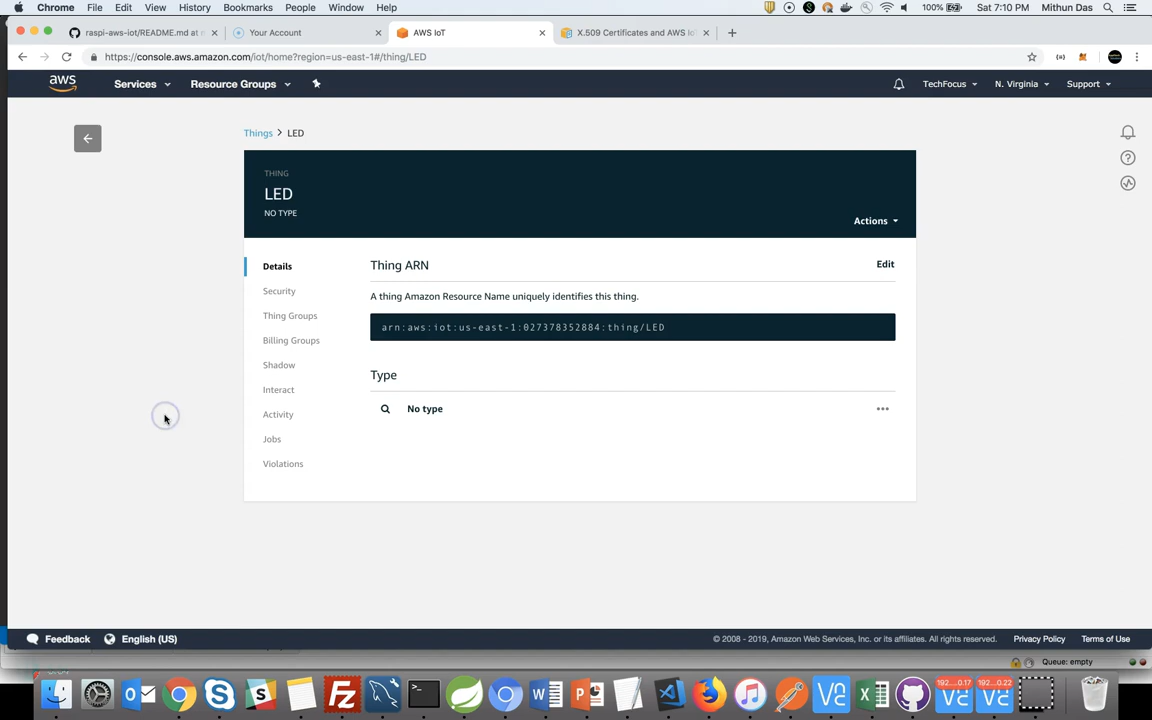 Chrome File Edit View History Bookmarks People Window Help 100% Sat 7:10 PM Mithun Das
raspi-aws-iot/README.md at n Your Account AWS IoT X.509 Certificates and AWS Io
https://console.aws.amazon.com/iot/home?region=us-east-1#/thing/LED
aws Services Resource Groups TechFocus N. Virginia Support
Things > LED
THING
LED
NO TYPE
Actions
Details
Security
Thing Groups
Billing Groups
Shadow
Interact
Activity
Jobs
Violations
Thing ARN Edit
A thing Amazon Resource Name uniquely identifies this thing.
arn:aws:iot:us-east-1:027378352884:thing/LED
Type
No type
Feedback English (US) © 2008 - 2019, Amazon Web Services, Inc. or its affiliates. All rights reserved. Privacy Policy Terms of Use
Queue: empty
192....0.17 192....0.22